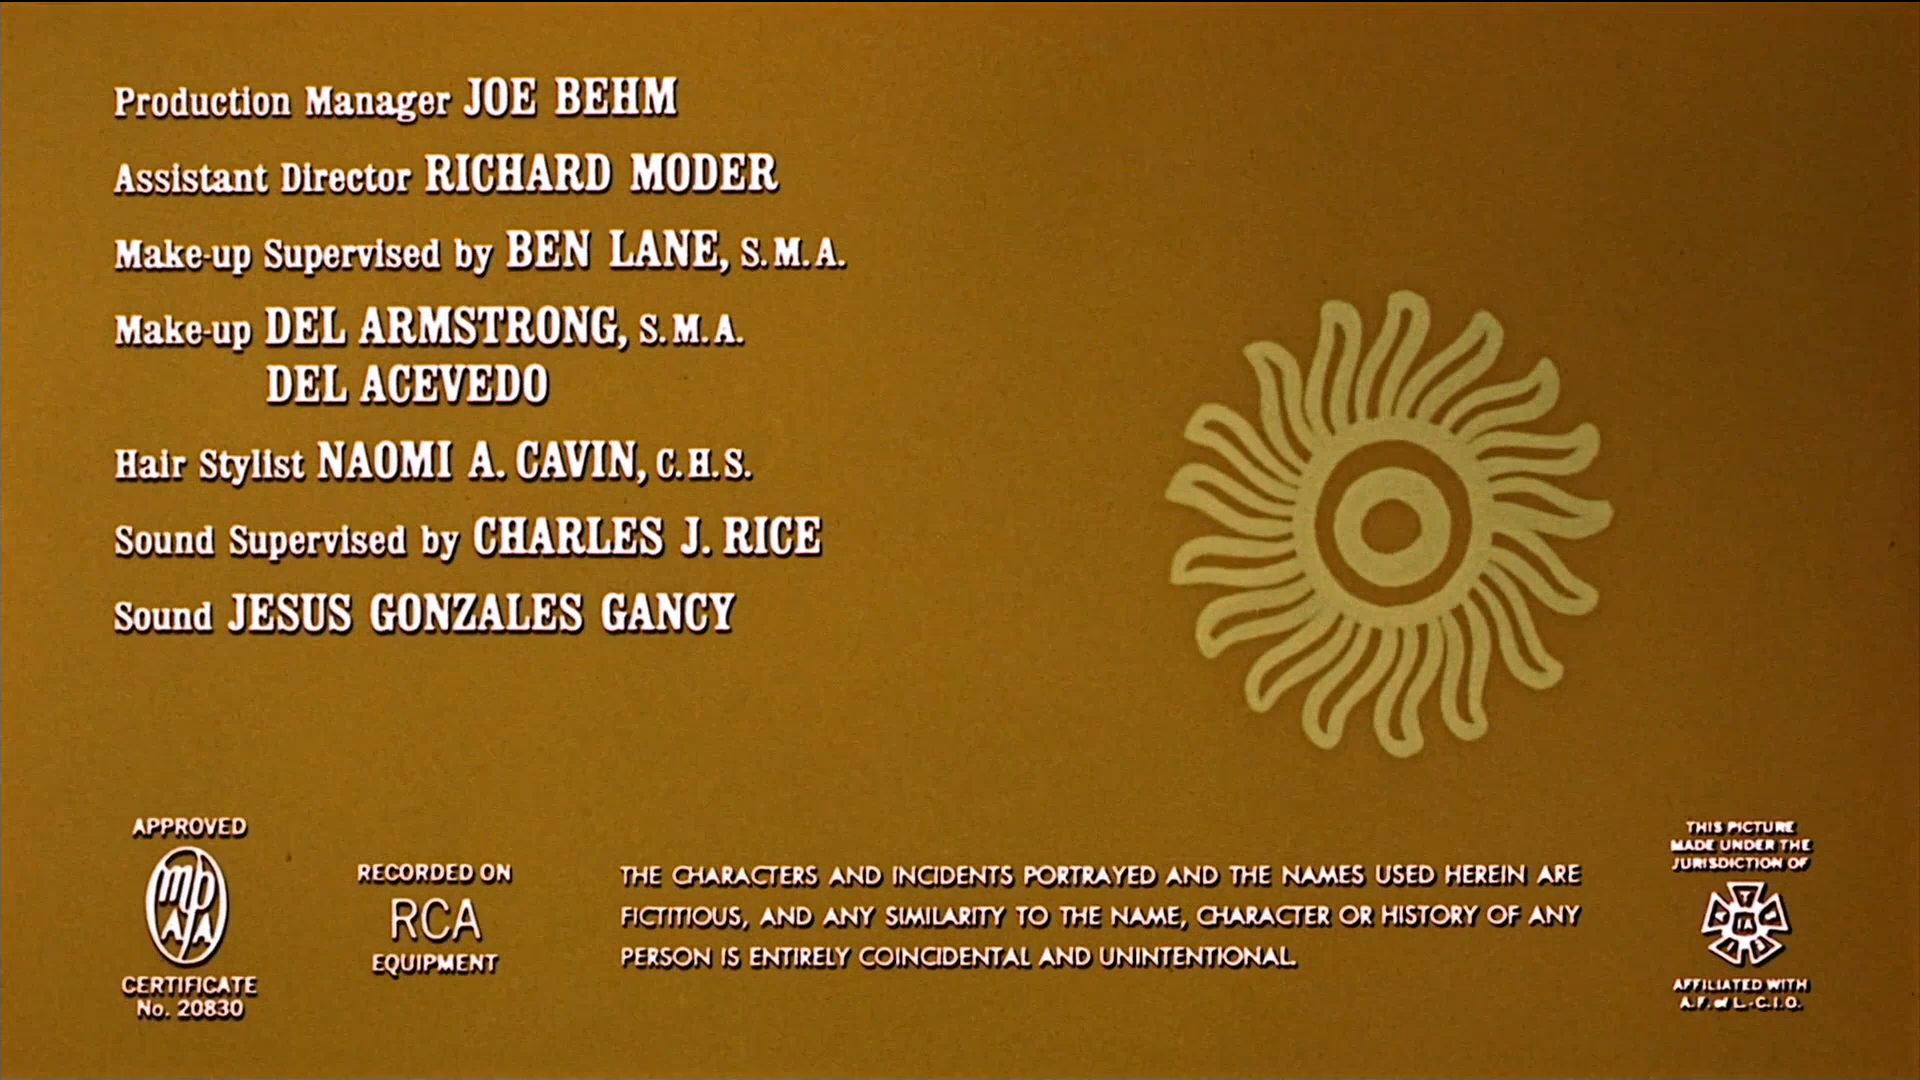 Production Manager JOE BEHM
Assistant Director RICHARD MODER
Make-up Supervised by BEN LANE, S.M.A.
Make-up DEL ARMSTRONG, S.M.A.
DEL ACEVEDO
Hair Stylist NAOMI A. CAVIN, C.H.S.
Sound Supervised by CHARLES J. RICE
Sound JESUS GONZALES GANCY
APPROVED
MPAA
CERTIFICATE
No. 20830
RECORDED ON
RCA
EQUIPMENT
THE CHARACTERS AND INCIDENTS PORTRAYED AND THE NAMES USED HEREIN ARE
FICTITIOUS, AND ANY SIMILARITY TO THE NAME, CHARACTER OR HISTORY OF ANY
PERSON IS ENTIRELY COINCIDENTAL AND UNINTENTIONAL.
THIS PICTURE
MADE UNDER THE
JURISDICTION OF
AFFILIATED WITH
A.F. of L.-C.I.O.